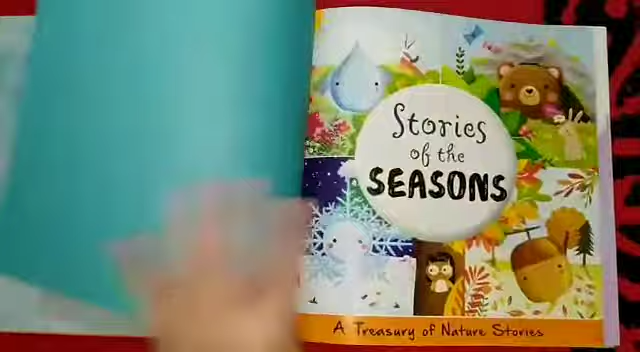 Stories
of the
SEASONS
A Treasury of Nature Stories